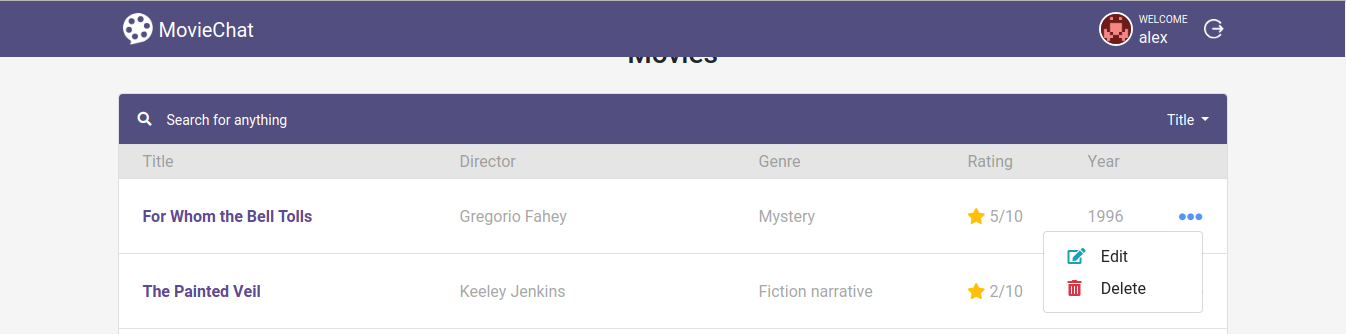 MovieChat
WELCOME
alex
Movies
Search for anything
Title
Title Director Genre Rating Year
For Whom the Bell Tolls Gregorio Fahey Mystery 5/10 1996
Edit
The Painted Veil Keeley Jenkins Fiction narrative 2/10
Delete